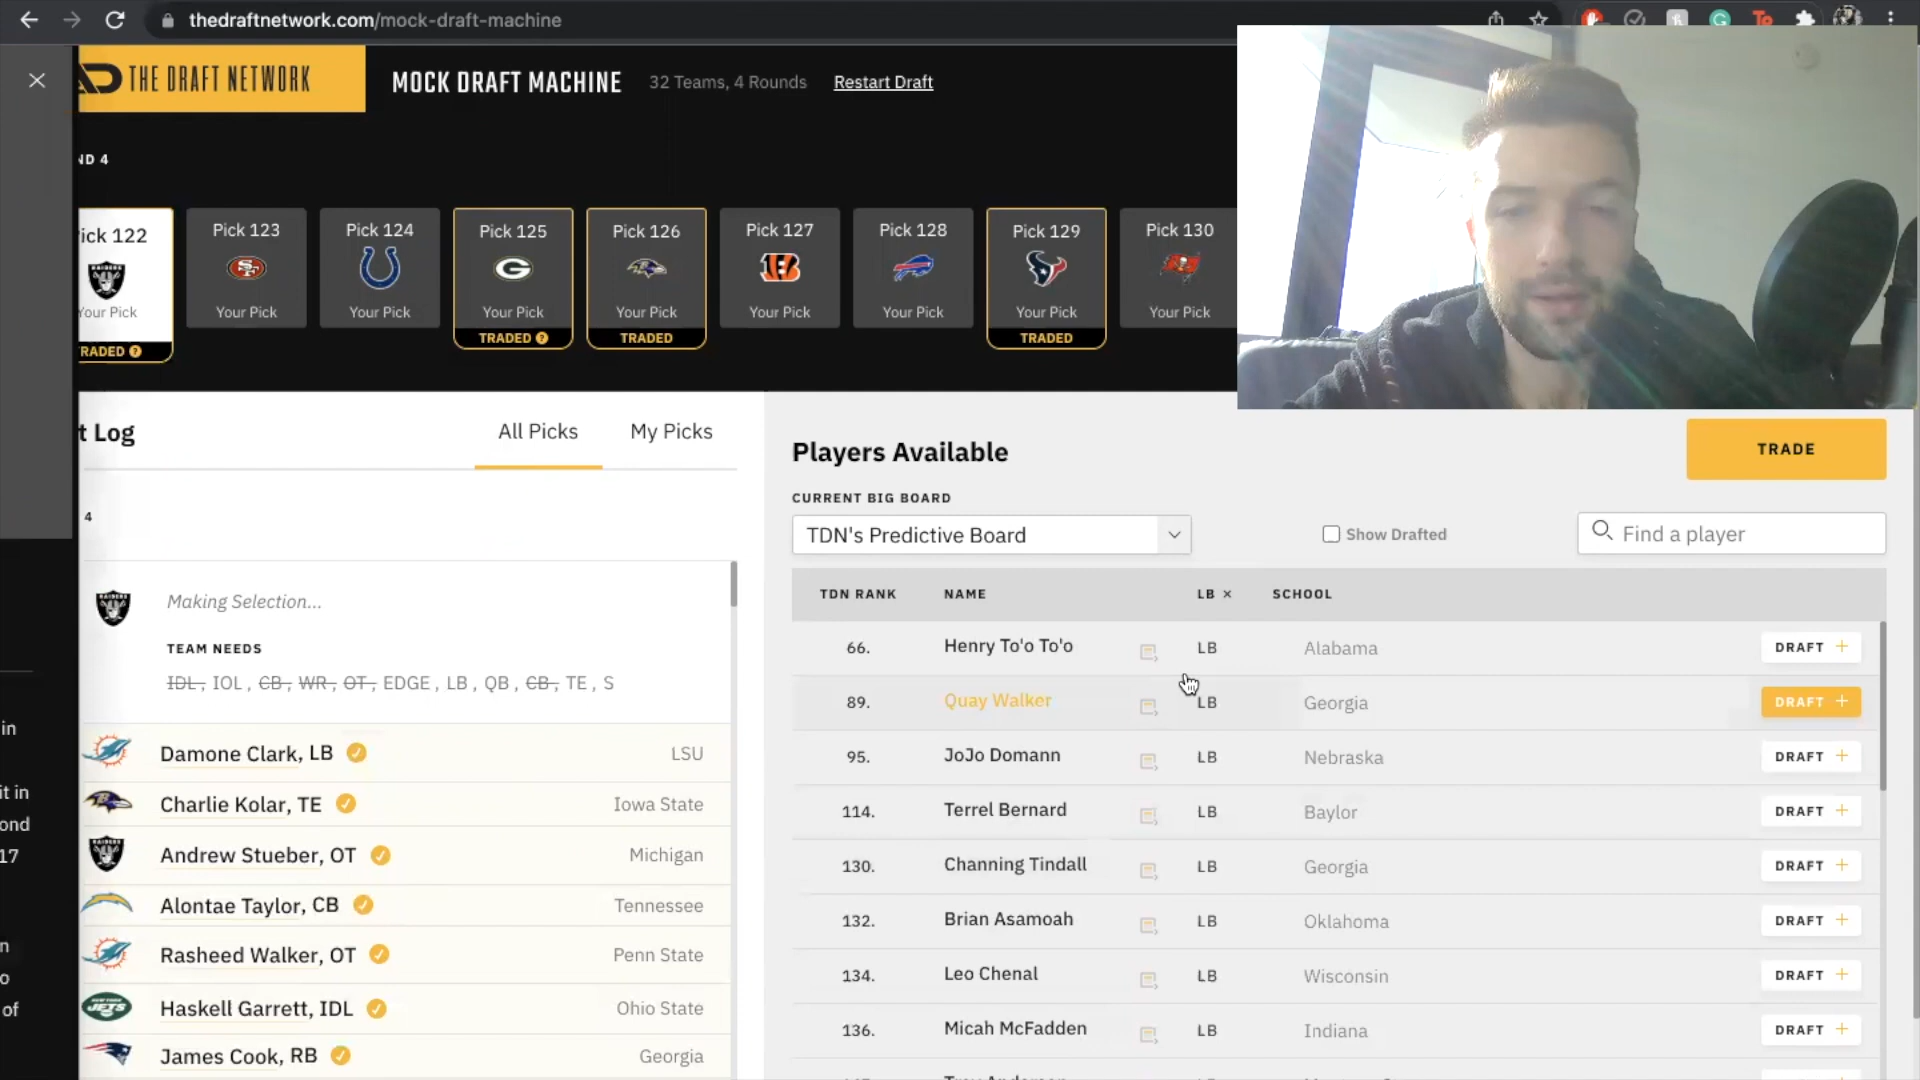 thedraftnetwork.com/mock-draft-machine
THE DRAFT NETWORK
MOCK DRAFT MACHINE
32 Teams, 4 Rounds
Restart Draft
ND 4
ick 122
Your Pick
RADED ?
Pick 123
Your Pick
Pick 124
Your Pick
Pick 125
Your Pick
TRADED ?
Pick 126
Your Pick
TRADED
Pick 127
Your Pick
Pick 128
Your Pick
Pick 129
Your Pick
TRADED
Pick 130
Your Pick
t Log
All Picks
My Picks
4
Making Selection...
TEAM NEEDS
IDL, IOL, CB, WR, OT, EDGE, LB, QB, CB, TE, S
Damone Clark, LB LSU
Charlie Kolar, TE Iowa State
Andrew Stueber, OT Michigan
Alontae Taylor, CB Tennessee
Rasheed Walker, OT Penn State
Haskell Garrett, IDL Ohio State
James Cook, RB Georgia
in
it in
ond
17
n
o
of
Players Available
TRADE
CURRENT BIG BOARD
TDN's Predictive Board
Show Drafted
Find a player
TDN RANK NAME LB × SCHOOL
66. Henry To'o To'o LB Alabama DRAFT +
89. Quay Walker LB Georgia DRAFT +
95. JoJo Domann LB Nebraska DRAFT +
114. Terrel Bernard LB Baylor DRAFT +
130. Channing Tindall LB Georgia DRAFT +
132. Brian Asamoah LB Oklahoma DRAFT +
134. Leo Chenal LB Wisconsin DRAFT +
136. Micah McFadden LB Indiana DRAFT +